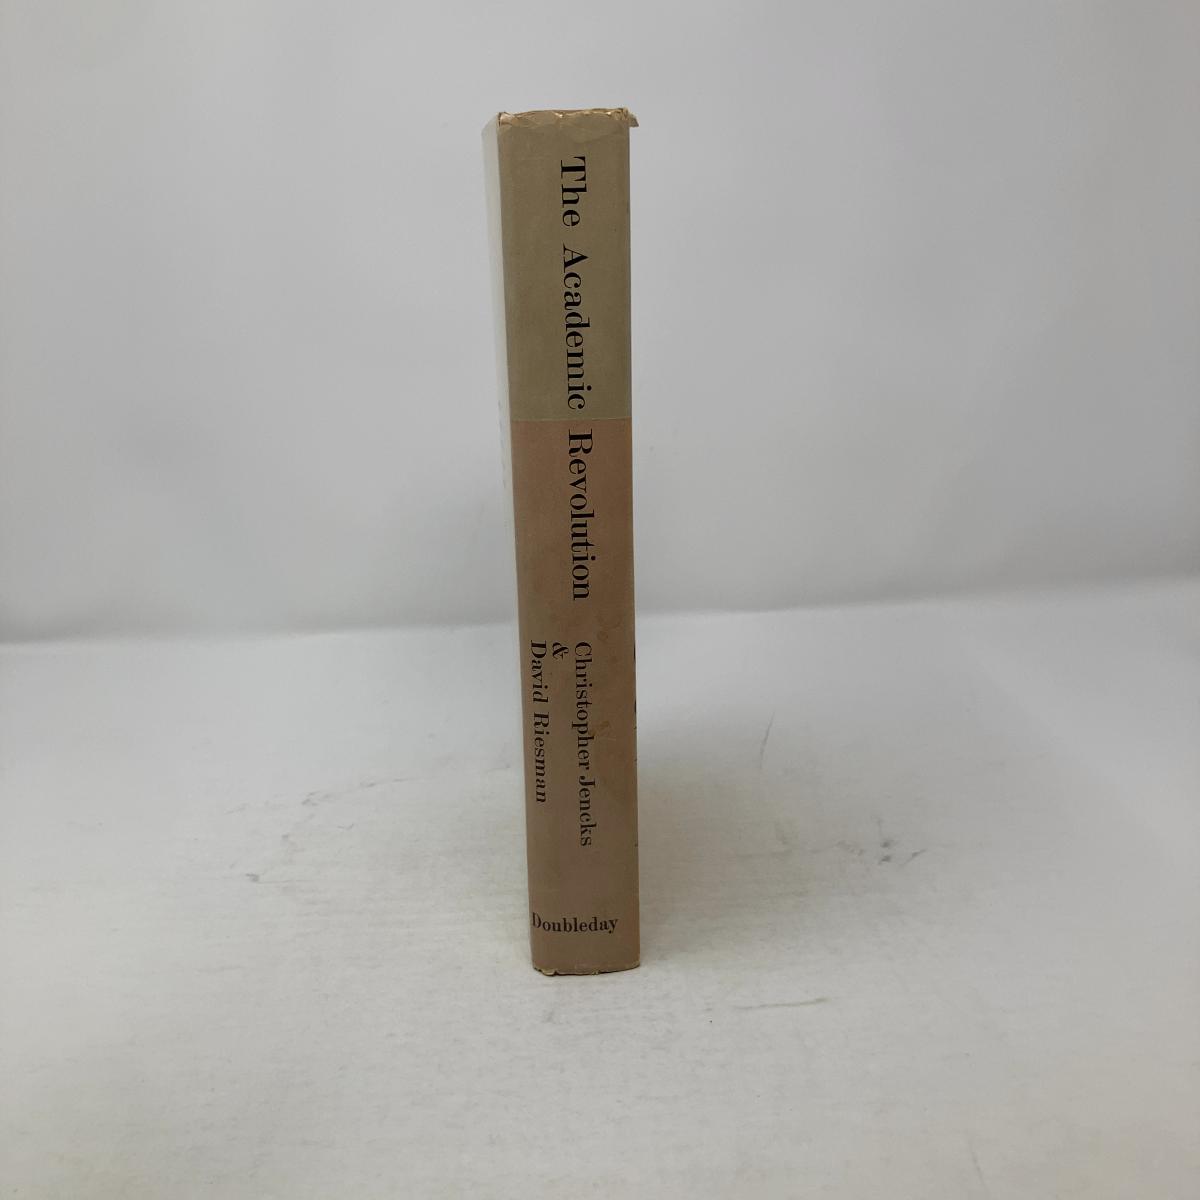 The Academic Revolution
Christopher Jencks
&
David Riesman
Doubleday